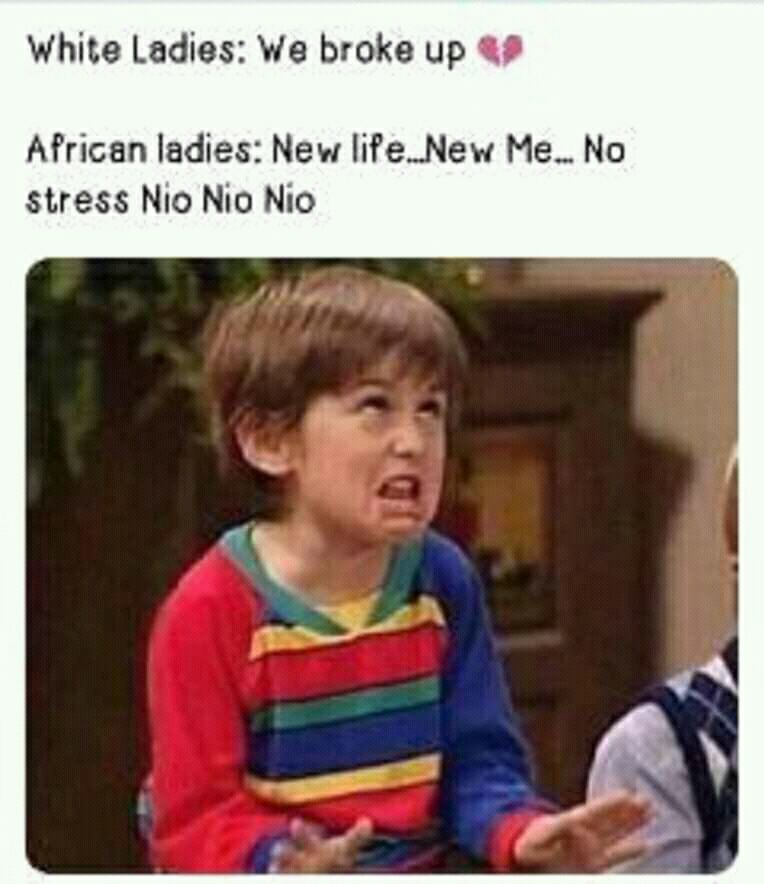 White Ladies: We broke up 💔
African ladies: New life...New Me... No
stress Nio Nio Nio